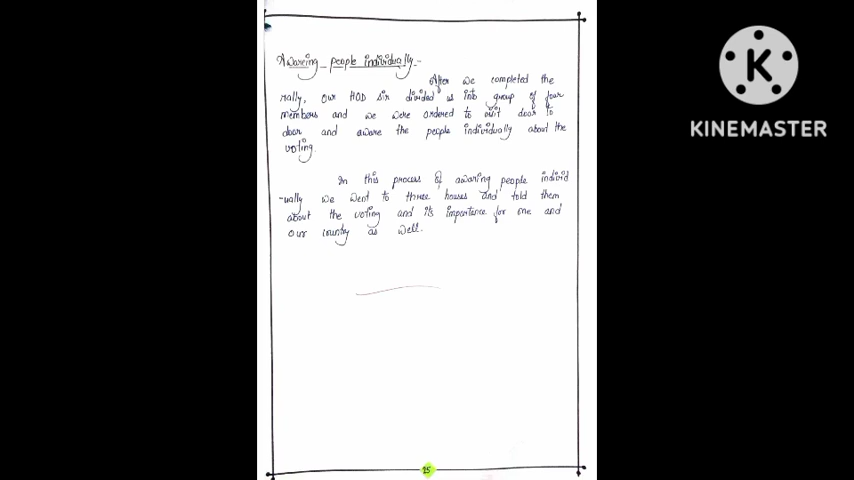 Awareing people individually :-
After we completed the
rally, our HOD sir divided us into group of four
members and we were ordered to visit door to
door and aware the people individually about the
voting.
In this process of awaring people individ
-ually we went to three houses and told them
about the voting and its importence for one and
our country as well.
25
KINEMASTER